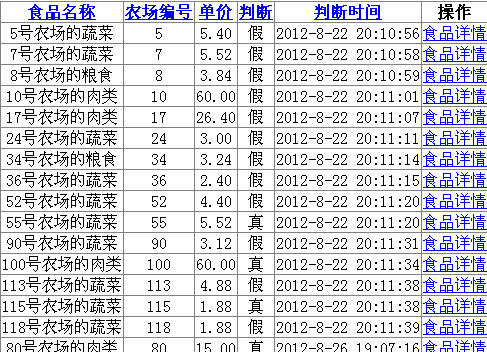 食品名称 农场编号 单价 判断 判断时间 操作
5号农场的蔬菜 5 5.40 假 2012-8-22 20:10:56 食品详情
7号农场的蔬菜 7 5.52 假 2012-8-22 20:10:58 食品详情
8号农场的粮食 8 3.84 假 2012-8-22 20:10:59 食品详情
10号农场的肉类 10 60.00 假 2012-8-22 20:11:01 食品详情
17号农场的肉类 17 26.40 假 2012-8-22 20:11:07 食品详情
24号农场的蔬菜 24 3.00 假 2012-8-22 20:11:11 食品详情
34号农场的粮食 34 3.24 假 2012-8-22 20:11:14 食品详情
36号农场的蔬菜 36 2.40 假 2012-8-22 20:11:15 食品详情
52号农场的蔬菜 52 4.40 假 2012-8-22 20:11:20 食品详情
55号农场的蔬菜 55 5.52 真 2012-8-22 20:11:20 食品详情
90号农场的蔬菜 90 3.12 假 2012-8-22 20:11:31 食品详情
100号农场的肉类 100 60.00 真 2012-8-22 20:11:34 食品详情
113号农场的蔬菜 113 4.88 假 2012-8-22 20:11:38 食品详情
115号农场的蔬菜 115 1.88 真 2012-8-22 20:11:38 食品详情
118号农场的蔬菜 118 1.88 假 2012-8-22 20:11:39 食品详情
80号农场的肉类 80 15.00 真 2012-8-26 19:07:16 食品详情